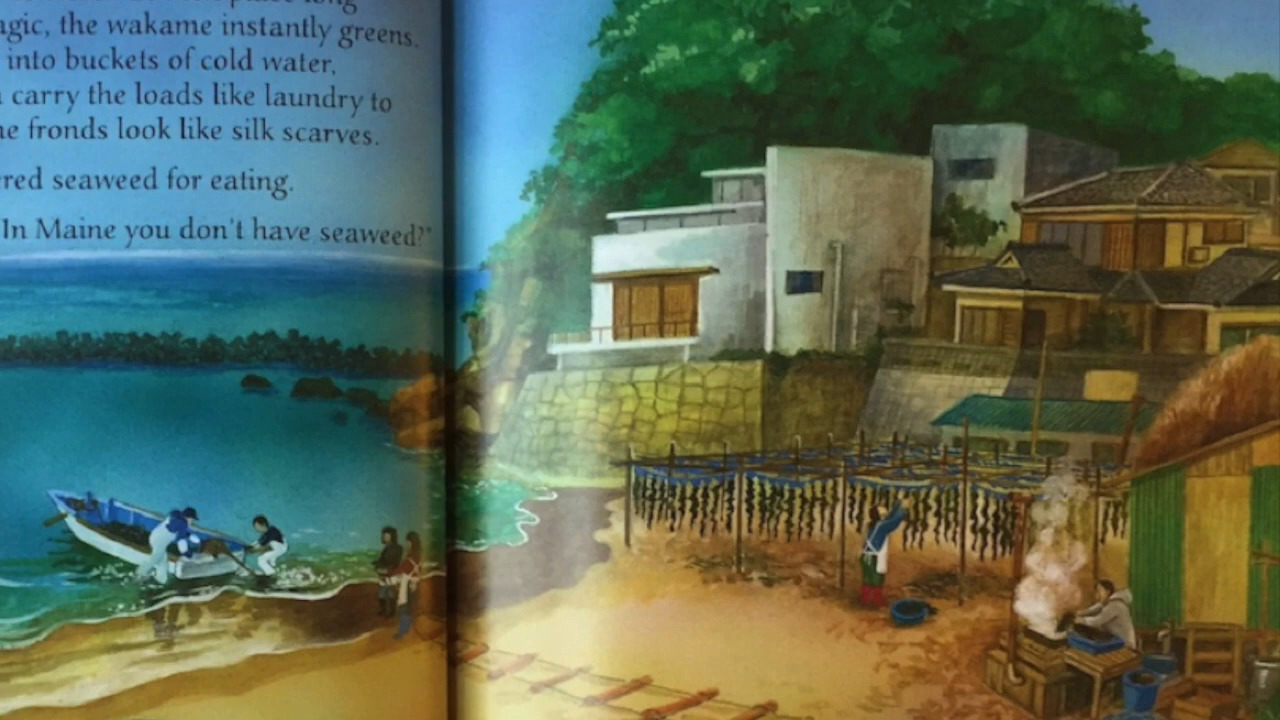 agic, the wakame instantly greens.
into buckets of cold water,
carry the loads like laundry to
he fronds look like silk scarves.
red seaweed for eating.
"In Maine you don't have seaweed?"